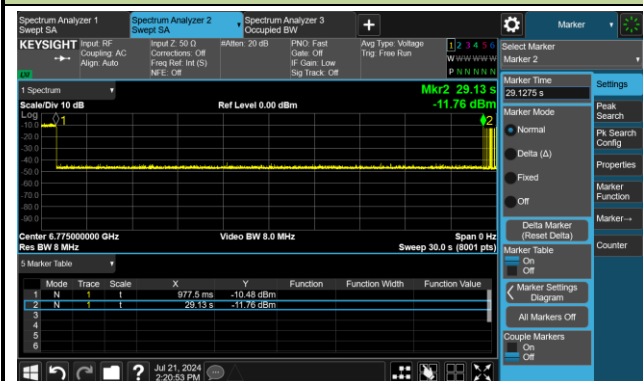 Spectrum Analyzer 1
Swept SA
Spectrum Analyzer 2
Swept SA
Spectrum Analyzer 3
Occupied BW
+
Marker
KEYSIGHT
Input: RF
Coupling: AC
Align: Auto
Input Z: 50 Ω
Corrections: Off
Freq Ref: Int (S)
NFE: Off
#Atten: 20 dB
PNO: Fast
Gate: Off
IF Gain: Low
Sig Track: Off
Avg Type: Voltage
Trig: Free Run
1 2 3 4 5 6
W W W W W W
P N N N N N
LXI
1 Spectrum
Mkr2 29.13 s
-11.76 dBm
Scale/Div 10 dB
Ref Level 0.00 dBm
Log
-10.0
-20.0
-30.0
-40.0
-50.0
-60.0
-70.0
-80.0
-90.0
1
2
Center 6.775000000 GHz
Res BW 8 MHz
Video BW 8.0 MHz
Span 0 Hz
Sweep 30.0 s (8001 pts)
5 Marker Table
Mode Trace Scale X Y Function Function Width Function Value
1 N 1 t 977.5 ms -10.48 dBm
2 N 1 t 29.13 s -11.76 dBm
3
4
5
6
Jul 21, 2024
2:20:53 PM
Select Marker
Marker 2
Marker Time
29.1275 s
Marker Mode
Normal
Delta (Δ)
Fixed
Off
Delta Marker
(Reset Delta)
Marker Table
On
Off
Marker Settings
Diagram
All Markers Off
Couple Markers
On
Off
Settings
Peak
Search
Pk Search
Config
Properties
Marker
Function
Marker→
Counter